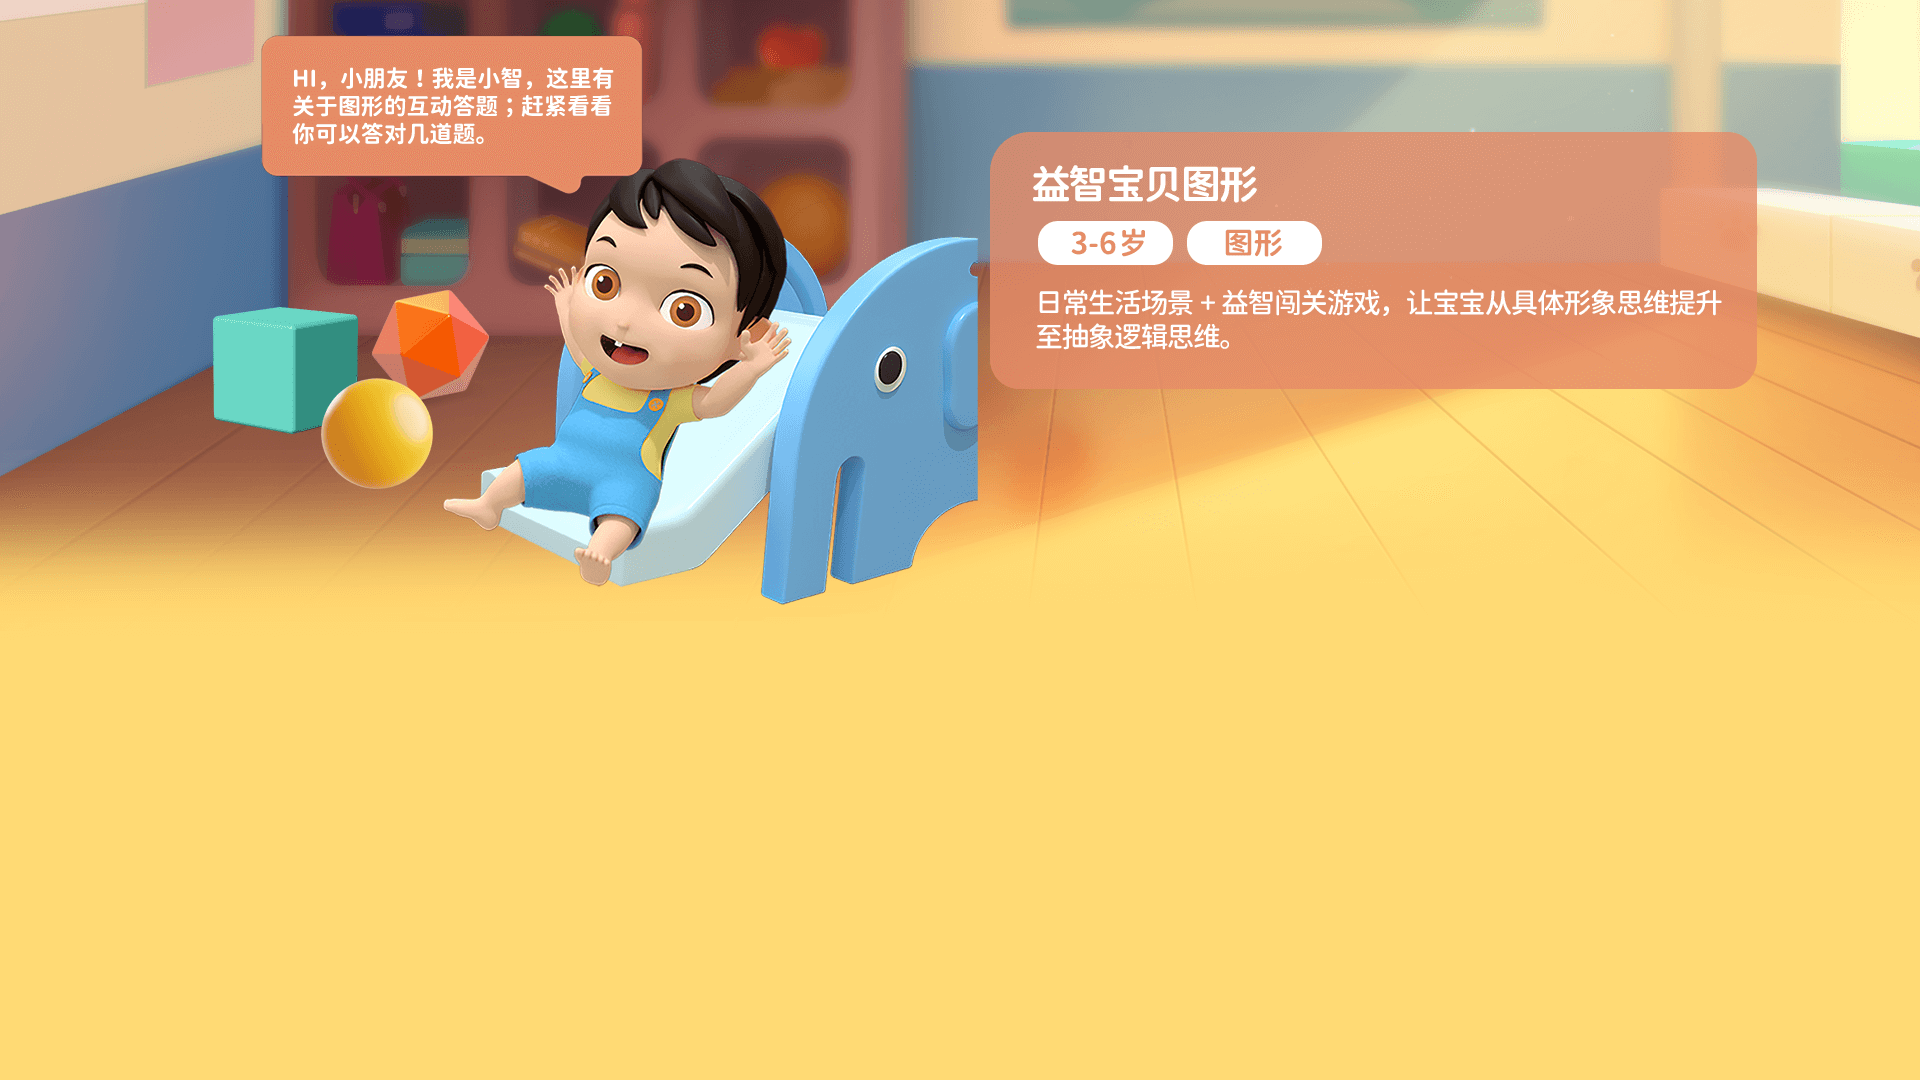 HI，小朋友！我是小智，这里有
关于图形的互动答题；赶紧看看
你可以答对几道题。
益智宝贝图形
3-6岁
图形
日常生活场景 + 益智闯关游戏，让宝宝从具体形象思维提升
至抽象逻辑思维。